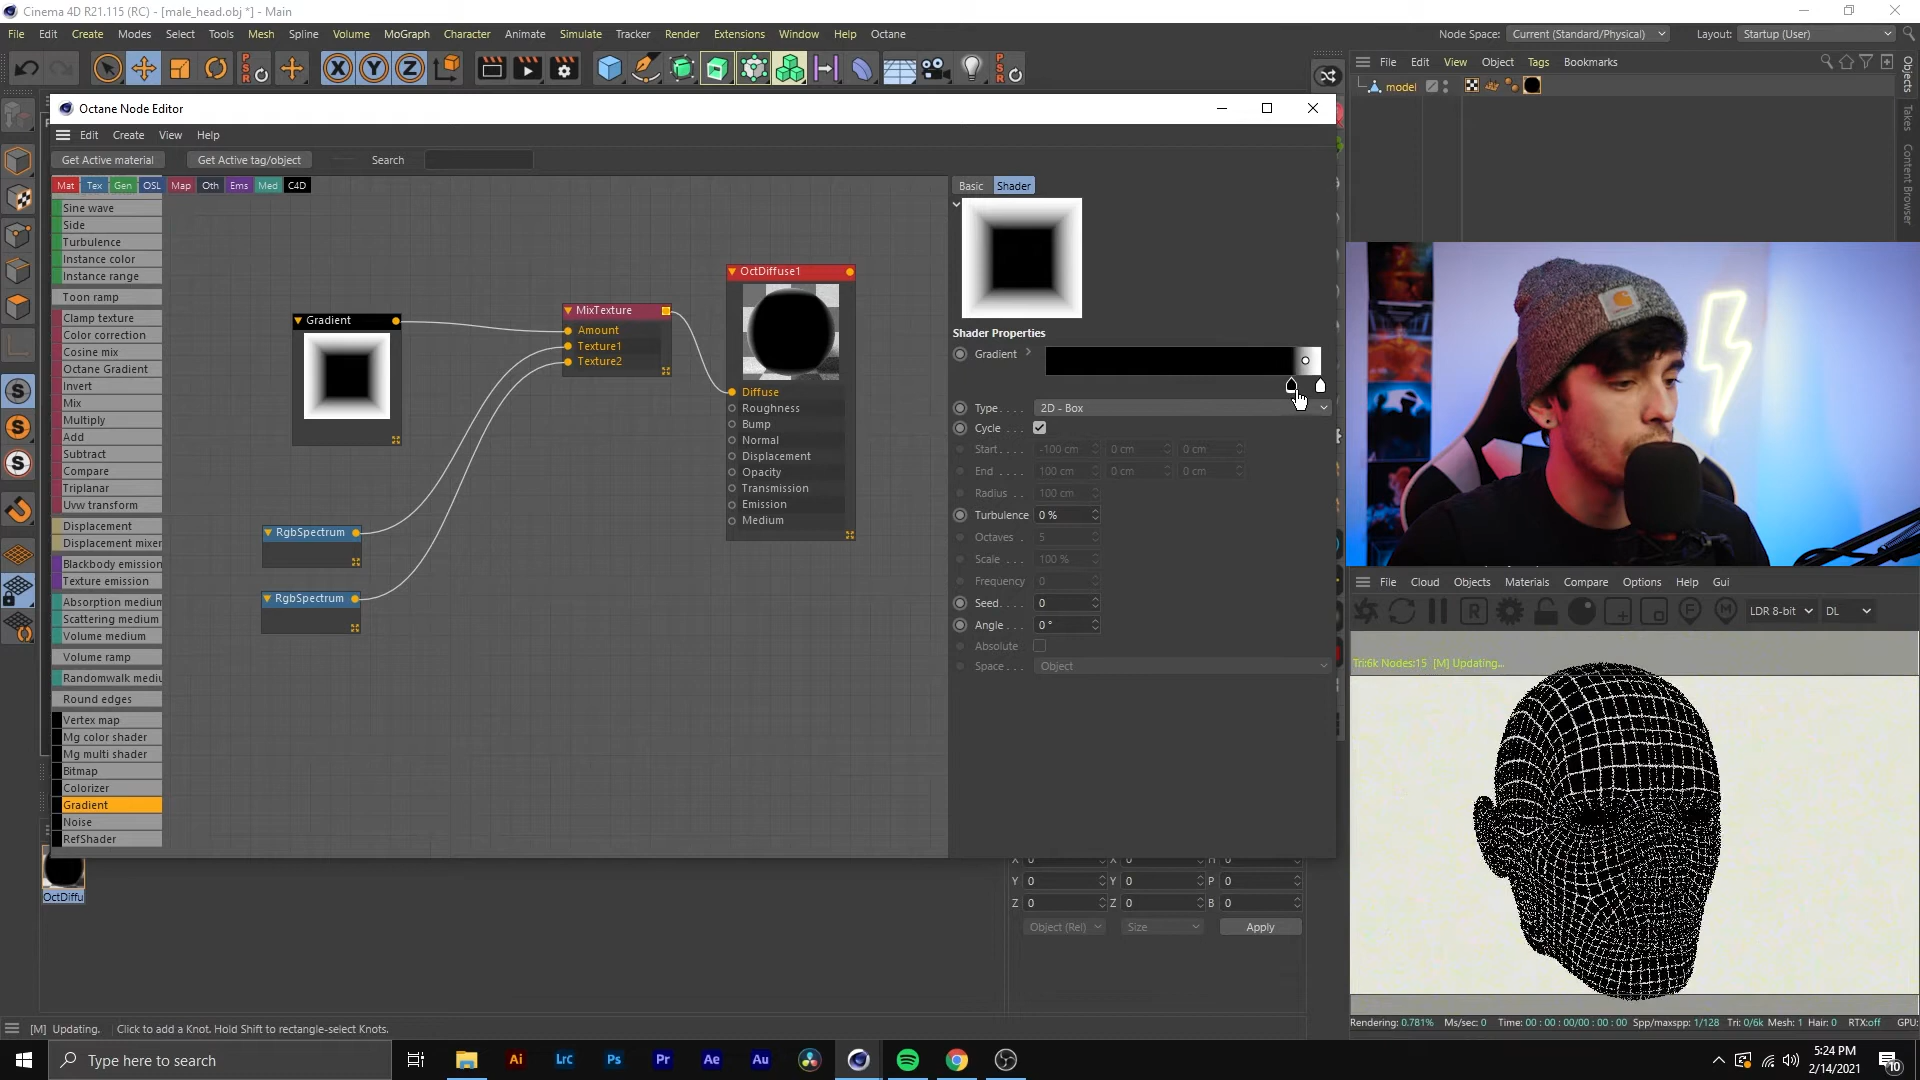 Cinema 4D R21.115 (RC) - [male_head.obj *] - Main
File Edit Create Modes Select Tools Mesh Spline Volume MoGraph Character Animate Simulate Tracker Render Extensions Window Help Octane
Node Space: Current (Standard/Physical) Layout: Startup (User)
PSR
PSR
File Edit View Object Tags Bookmarks
model
Objects
Takes
Content Browser
Octane Node Editor
Edit Create View Help
Get Active material Get Active tag/object Search
Mat Tex Gen OSL Map Oth Ems Med C4D
Sine wave
Side
Turbulence
Instance color
Instance range
Toon ramp
Clamp texture
Color correction
Cosine mix
Octane Gradient
Invert
Mix
Multiply
Add
Subtract
Compare
Triplanar
Uvw transform
Displacement
Displacement mixer
Blackbody emission
Texture emission
Absorption medium
Scattering medium
Volume medium
Volume ramp
Randomwalk mediu
Round edges
Vertex map
Mg color shader
Mg multi shader
Bitmap
Colorizer
Gradient
Noise
RefShader
Gradient
RgbSpectrum
RgbSpectrum
MixTexture
Amount
Texture1
Texture2
OctDiffuse1
Diffuse
Roughness
Bump
Normal
Displacement
Opacity
Transmission
Emission
Medium
Basic Shader
Shader Properties
Gradient
Type . . . . 2D - Box
Cycle . . .
Start. . . . -100 cm 0 cm 0 cm
End . . . . 100 cm 0 cm 0 cm
Radius . . 100 cm
Turbulence 0 %
Octaves . 5
Scale . . . 100 %
Frequency 0
Seed. . . . 0
Angle . . . 0 °
Absolute
Space . . . Object
File Cloud Objects Materials Compare Options Help Gui
LDR 8-bit DL
Tri:6k Nodes:15 [M] Updating...
Rendering: 0.781% Ms/sec: 0 Time: 00 : 00 : 00/00 : 00 : 00 Spp/maxspp: 1/128 Tri: 0/6k Mesh: 1 Hair: 0 RTX:off GPU:
OctDiffu
X 0 X 0 H 0
Y 0 Y 0 P 0
Z 0 Z 0 B 0
Object (Rel) Size Apply
[M] Updating. Click to add a Knot. Hold Shift to rectangle-select Knots.
Type here to search
Ai LrC Ps Pr Ae Au
5:24 PM
2/14/2021
10